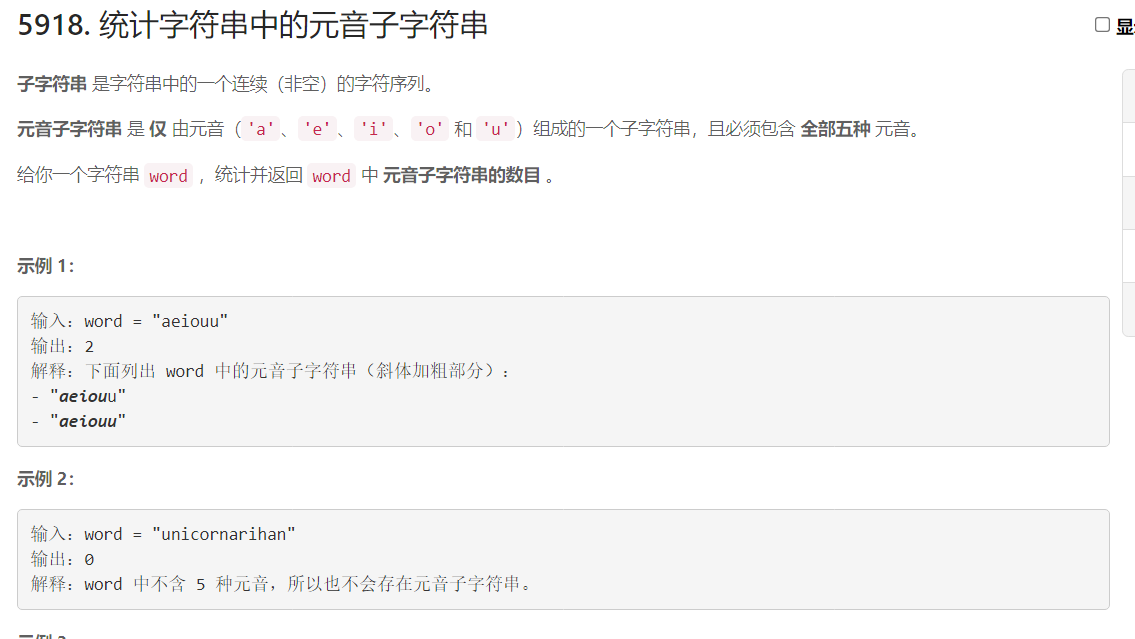 5918. 统计字符串中的元音子字符串
显
子字符串 是字符串中的一个连续（非空）的字符序列。
元音子字符串 是 仅 由元音（'a'、'e'、'i'、'o' 和 'u'）组成的一个子字符串，且必须包含 全部五种 元音。
给你一个字符串 word ，统计并返回 word 中 元音子字符串的数目 。
示例 1：
输入：word = "aeiouu"
输出：2
解释：下面列出 word 中的元音子字符串（斜体加粗部分）：
- "aeiouu"
- "aeiouu"
示例 2：
输入：word = "unicornarihan"
输出：0
解释：word 中不含 5 种元音，所以也不会存在元音子字符串。